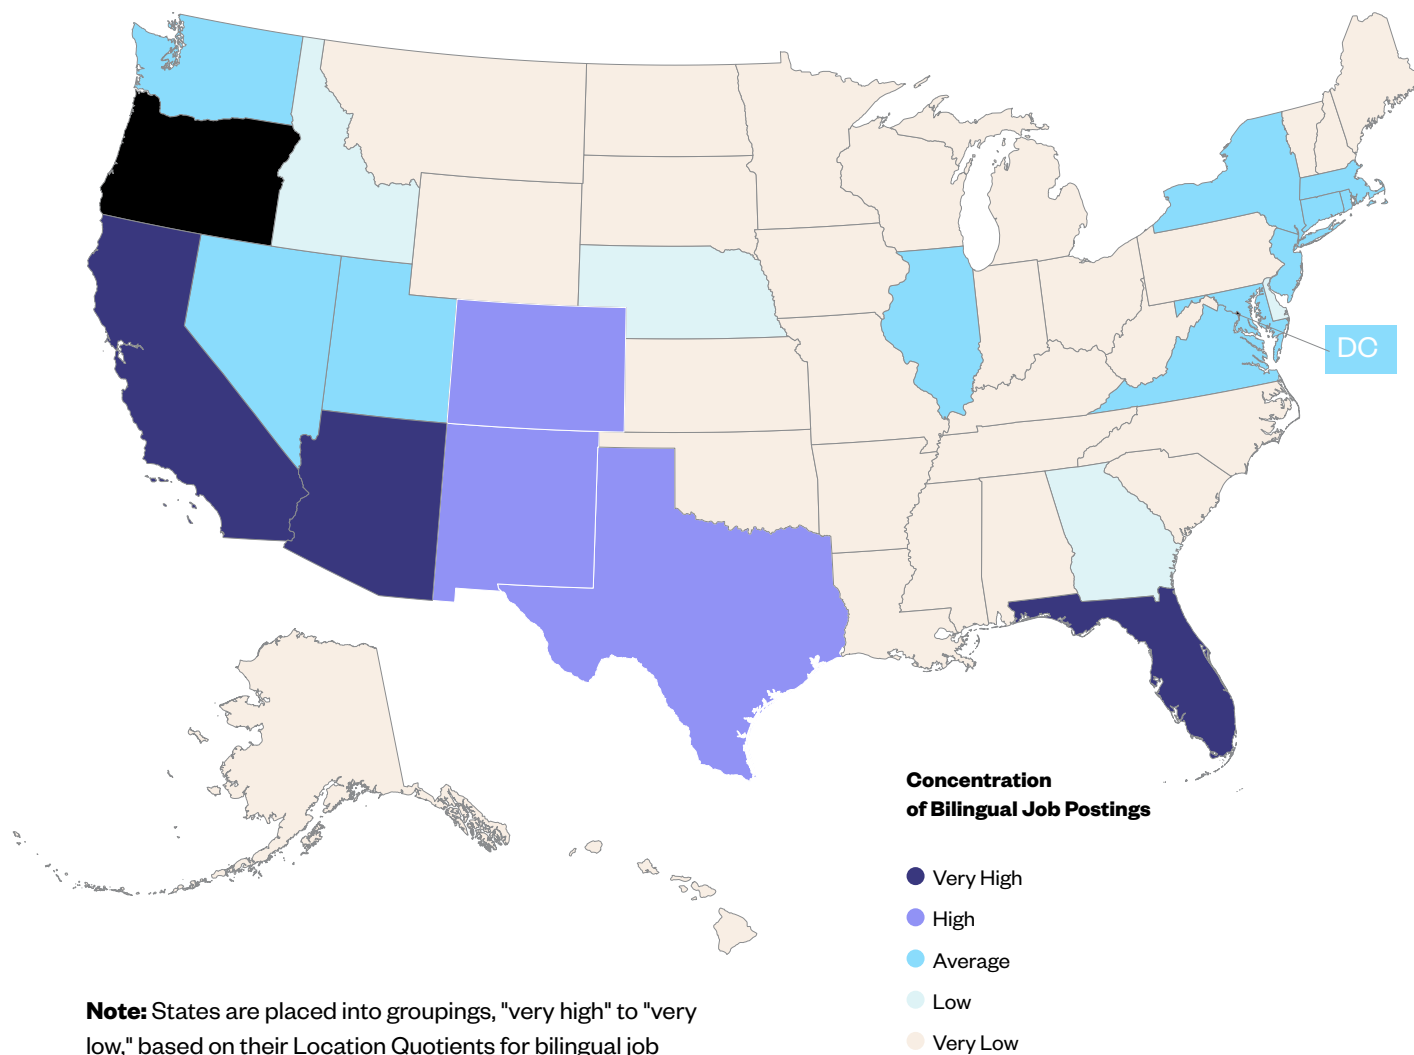 DC
Concentration
of Bilingual Job Postings
Very High
High
Average
Low
Very Low
Note: States are placed into groupings, "very high" to "very
low," based on their Location Quotients for bilingual job